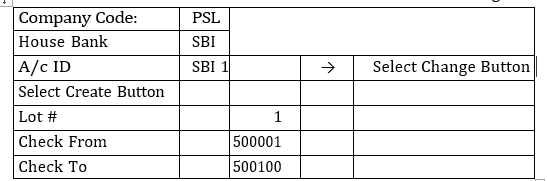 Company Code: PSL
House Bank SBI
A/c ID SBI 1 → Select Change Button
Select Create Button
Lot # 1
Check From 500001
Check To 500100